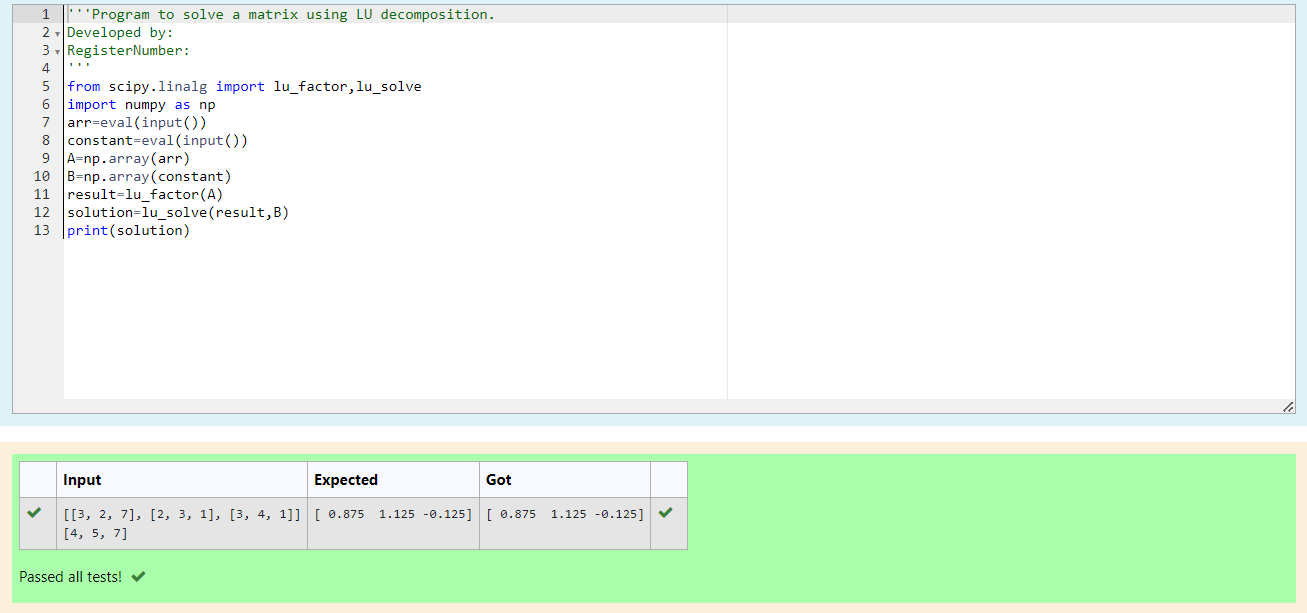 1 '''Program to solve a matrix using LU decomposition.
2 Developed by:
3 RegisterNumber:
4 '''
5 from scipy.linalg import lu_factor,lu_solve
6 import numpy as np
7 arr=eval(input())
8 constant=eval(input())
9 A=np.array(arr)
10 B=np.array(constant)
11 result=lu_factor(A)
12 solution=lu_solve(result,B)
13 print(solution)
Input Expected Got
[[3, 2, 7], [2, 3, 1], [3, 4, 1]] [ 0.875  1.125 -0.125] [ 0.875  1.125 -0.125]
[4, 5, 7]
Passed all tests!